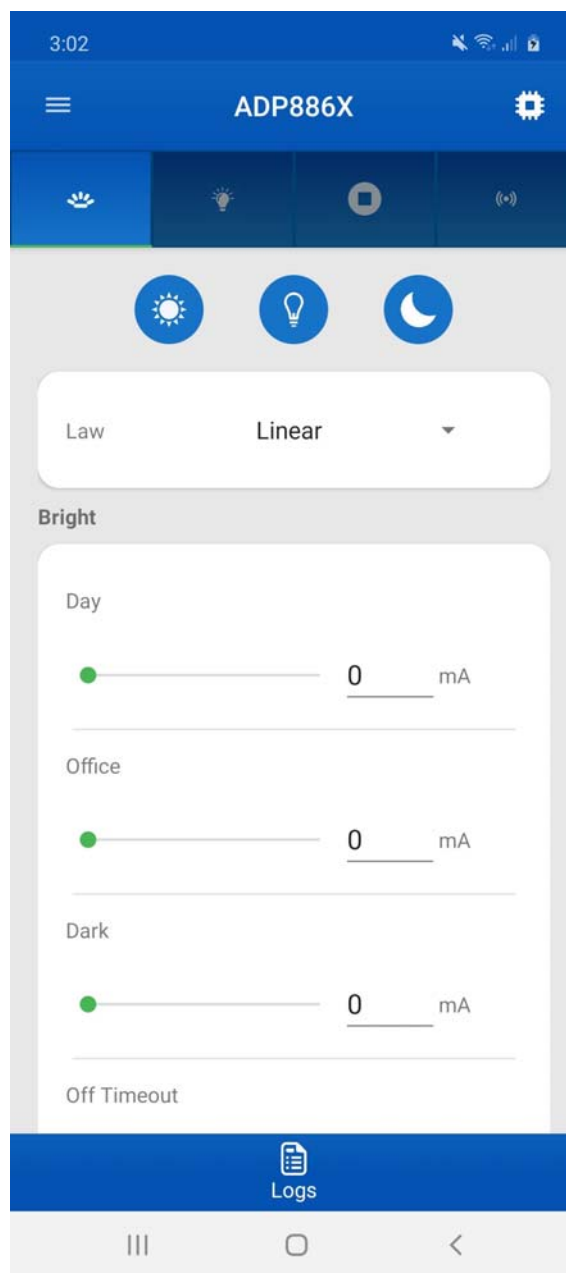 3:02
ADP886X
Law Linear
Bright
Day
0 mA
Office
0 mA
Dark
0 mA
Off Timeout
Logs